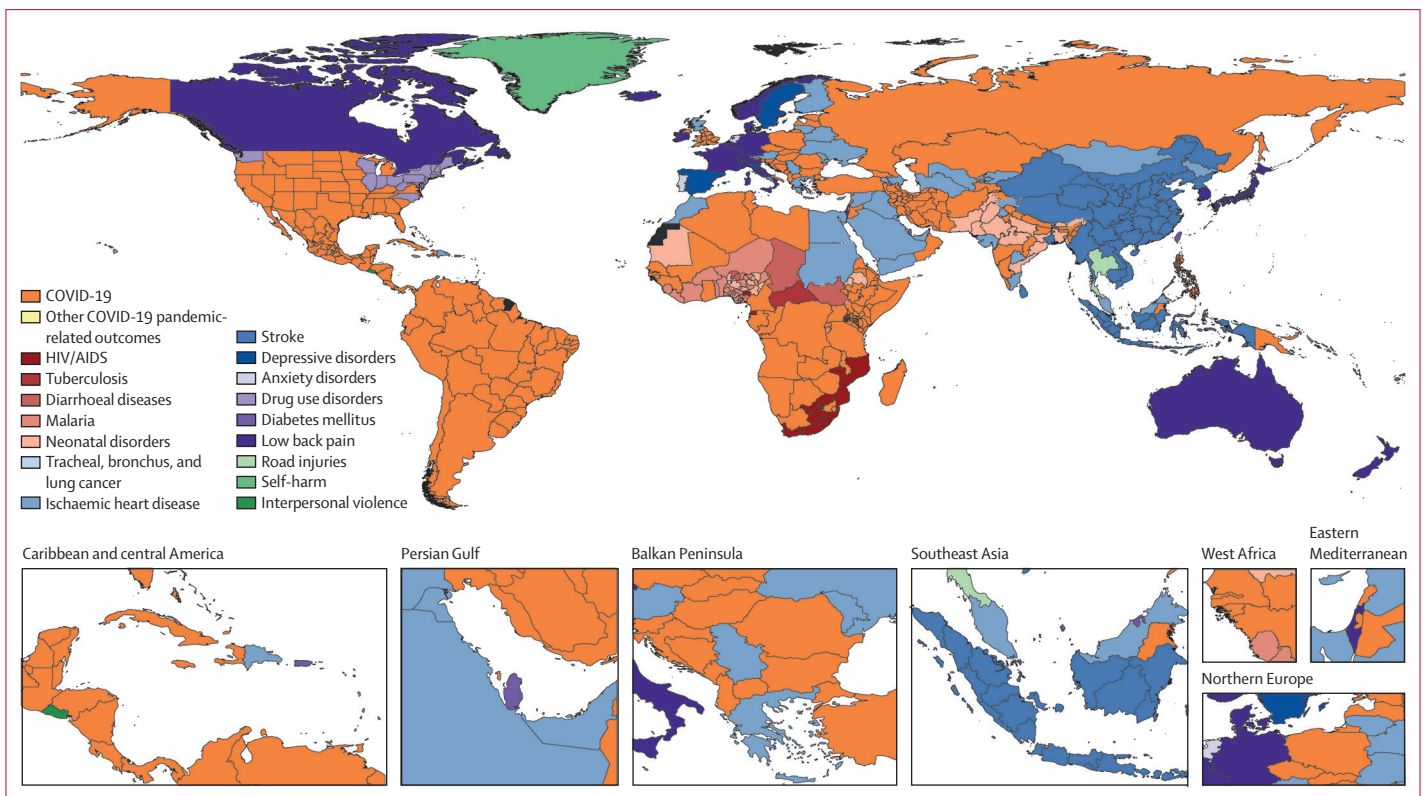 COVID-19
Other COVID-19 pandemic-
related outcomes
HIV/AIDS
Tuberculosis
Diarrhoeal diseases
Malaria
Neonatal disorders
Tracheal, bronchus, and
lung cancer
Ischaemic heart disease
Stroke
Depressive disorders
Anxiety disorders
Drug use disorders
Diabetes mellitus
Low back pain
Road injuries
Self-harm
Interpersonal violence
Caribbean and central America
Persian Gulf
Balkan Peninsula
Southeast Asia
West Africa
Eastern
Mediterranean
Northern Europe